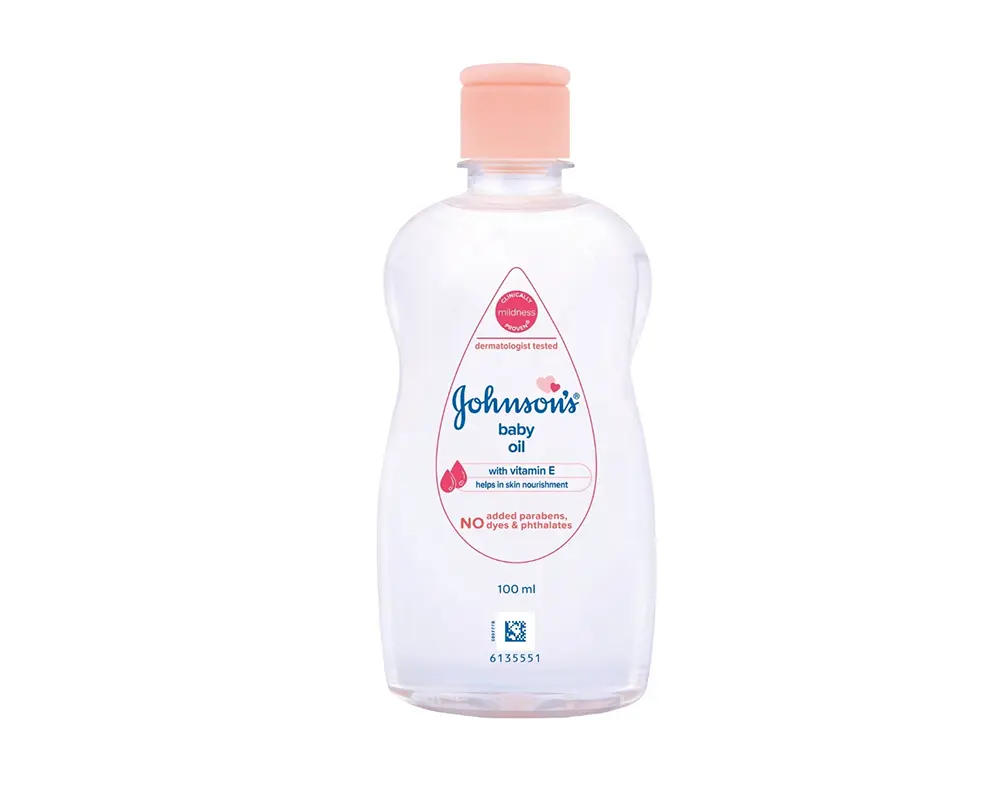 CLINICALLY
mildness
PROVEN®
dermatologist tested
Johnson's®
baby
oil
with vitamin E
helps in skin nourishment
NO added parabens,
dyes & phthalates
100 ml
6135551